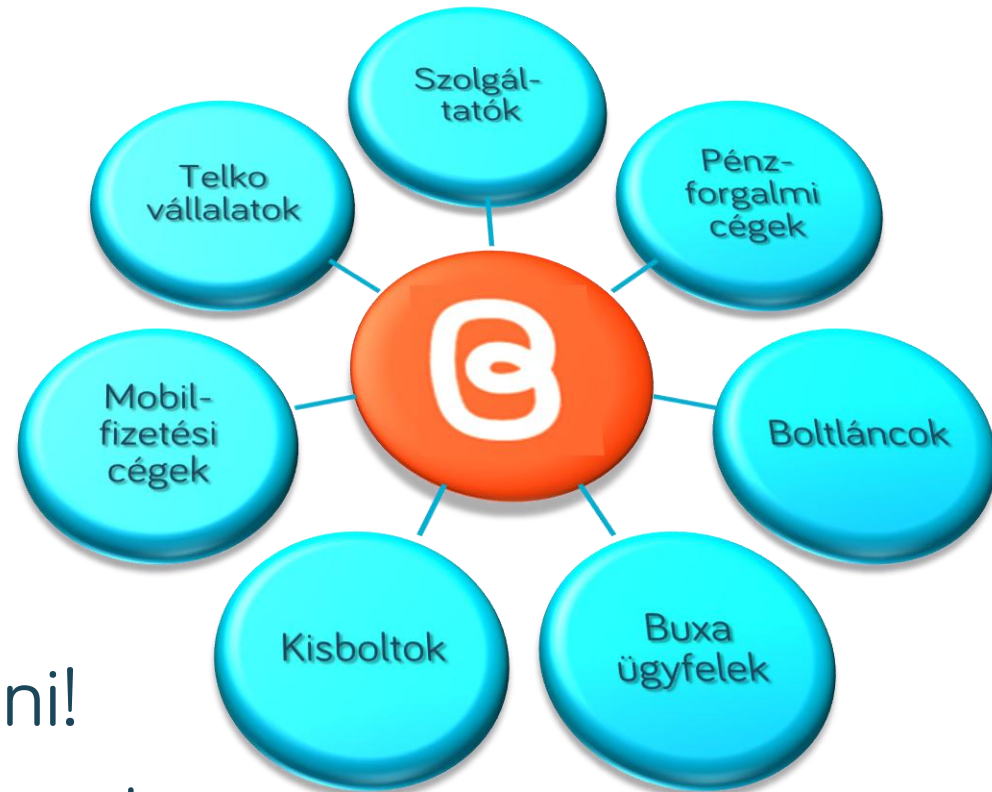 Szolgál-
tatók
Pénz-
forgalmi
cégek
Boltláncok
Buxa
ügyfelek
Kisboltok
Mobil-
fizetési
cégek
Telko
vállalatok
ni!